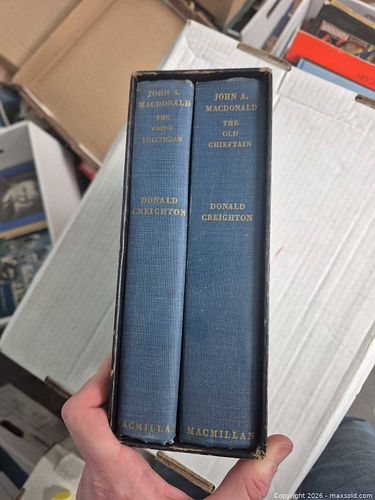 JOHN A.
MACDONALD
THE
YOUNG
POLITICIAN
DONALD
CREIGHTON
MACMILLAN
JOHN A.
MACDONALD
THE
OLD
CHIEFTAIN
DONALD
CREIGHTON
MACMILLAN
Copyright 2026 - maxsold.com